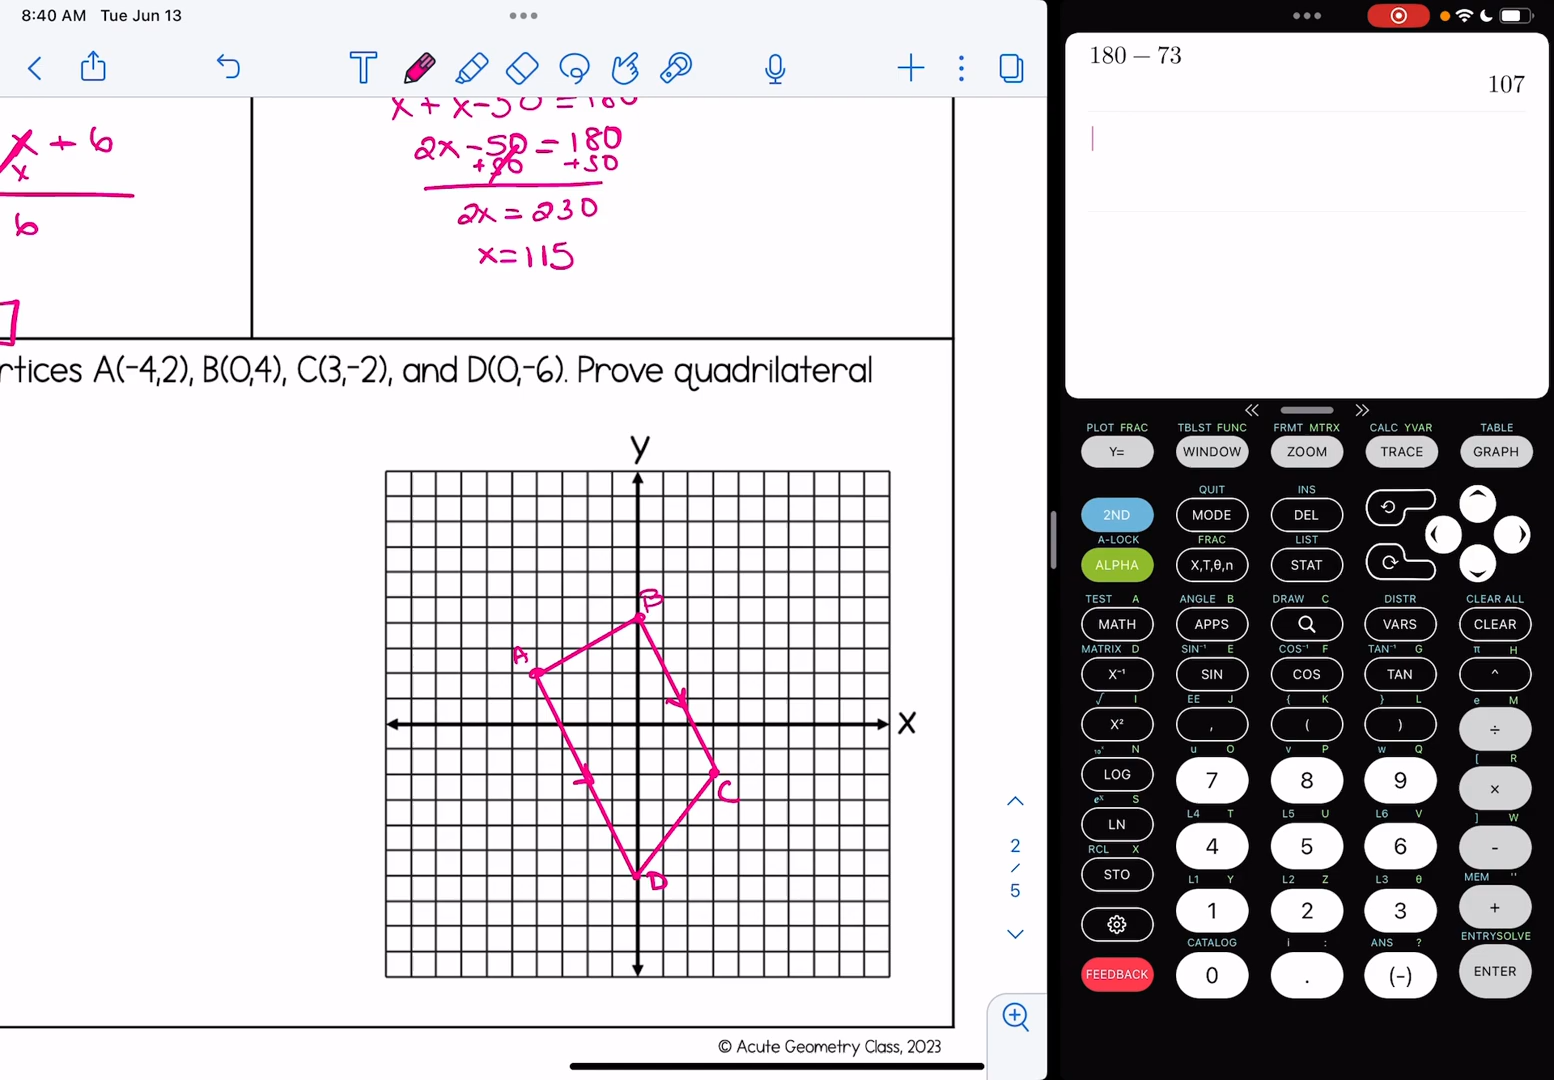 8:40 AM Tue Jun 13
x + 6
x
6
x + x - 50 = 180
2x - 50 = 180
+50 +50
2x = 230
x = 115
rtices A(-4,2), B(0,4), C(3,-2), and D(0,-6). Prove quadrilateral
y
B
A
x
C
D
2
/
5
© Acute Geometry Class, 2023
180 – 73
107
PLOT FRAC TBLST FUNC FRMT MTRX CALC YVAR TABLE
Y= WINDOW ZOOM TRACE GRAPH
QUIT INS
2ND MODE DEL
A-LOCK FRAC LIST
ALPHA X,T,θ,n STAT
TEST A ANGLE B DRAW C DISTR CLEAR ALL
MATH APPS VARS CLEAR
MATRIX D SIN⁻¹ E COS⁻¹ F TAN⁻¹ G π H
X⁻¹ SIN COS TAN ^
√ I EE J { K } L e M
X² , ( ) ÷
10ˣ N u O v P w Q [ R
LOG 7 8 9 ×
eˣ S L4 T L5 U L6 V ] W
LN 4 5 6 -
RCL X L1 Y L2 Z L3 θ MEM "
STO 1 2 3 +
CATALOG i : ANS ? ENTRYSOLVE
FEEDBACK 0 . (-) ENTER